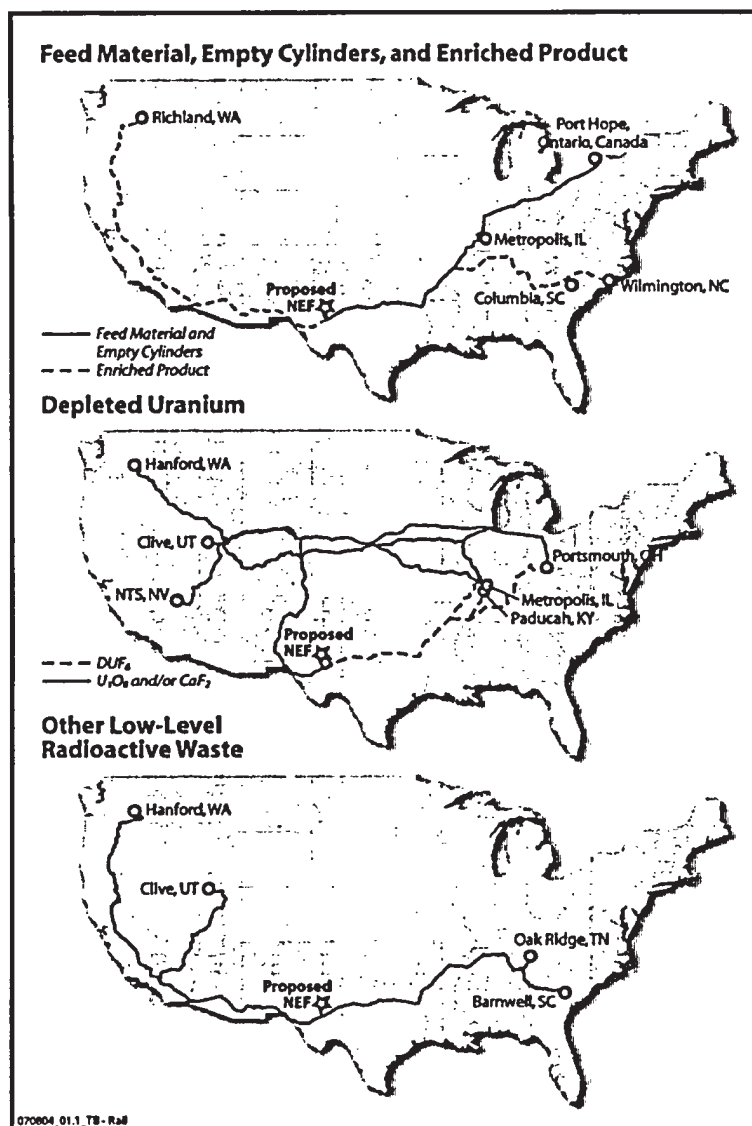 Feed Material, Empty Cylinders, and Enriched Product
Richland, WA
Port Hope,
Ontario, Canada
Metropolis, IL
Proposed
NEF
Columbia, SC
Wilmington, NC
Feed Material and
Empty Cylinders
Enriched Product
Depleted Uranium
Hanford, WA
Clive, UT
Portsmouth, OH
NTS, NV
Metropolis, IL
Paducah, KY
Proposed
NEF
DUF₆
U₃O₈ and/or CaF₂
Other Low-Level
Radioactive Waste
Hanford, WA
Clive, UT
Oak Ridge, TN
Proposed
NEF
Barnwell, SC
070804_01.1_TB - Rail